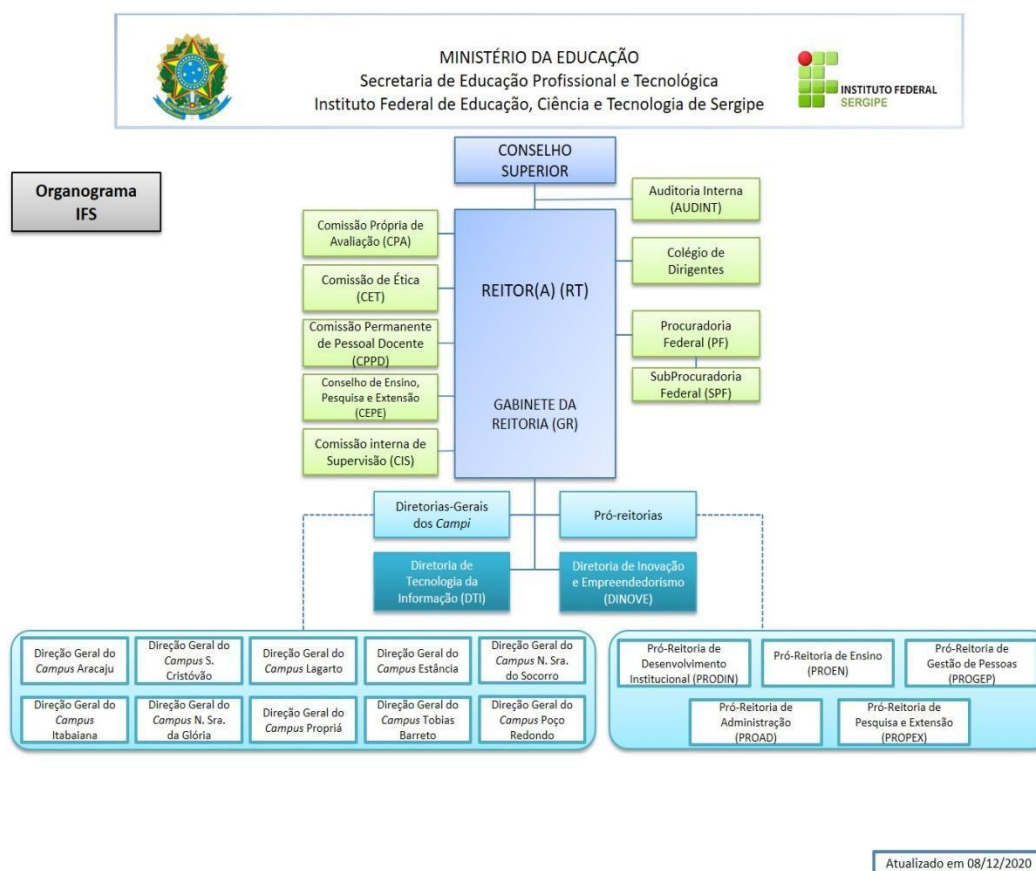 MINISTÉRIO DA EDUCAÇÃO
Secretaria de Educação Profissional e Tecnológica
Instituto Federal de Educação, Ciência e Tecnologia de Sergipe
INSTITUTO FEDERAL
SERGIPE
Organograma
IFS
CONSELHO
SUPERIOR
Auditoria Interna
(AUDINT)
Comissão Própria de
Avaliação (CPA)
Colégio de
Dirigentes
Comissão de Ética
(CET)
REITOR(A) (RT)
Comissão Permanente
de Pessoal Docente
(CPPD)
Procuradoria
Federal (PF)
SubProcuradoria
Federal (SPF)
Conselho de Ensino,
Pesquisa e Extensão
(CEPE)
GABINETE DA
REITORIA (GR)
Comissão interna de
Supervisão (CIS)
Diretorias-Gerais
dos Campi
Pró-reitorias
Diretoria de
Tecnologia da
Informação (DTI)
Diretoria de Inovação
e Empreendedorismo
(DINOVE)
Direção Geral do
Campus Aracaju
Direção Geral do
Campus S.
Cristóvão
Direção Geral do
Campus Lagarto
Direção Geral do
Campus Estância
Direção Geral do
Campus N. Sra.
do Socorro
Direção Geral do
Campus
Itabaiana
Direção Geral do
Campus N. Sra.
da Glória
Direção Geral do
Campus Propriá
Direção Geral do
Campus Tobias
Barreto
Direção Geral do
Campus Poço
Redondo
Pró-Reitoria de
Desenvolvimento
Institucional (PRODIN)
Pró-Reitoria de
Ensino (PROEN)
Pró-Reitoria de
Gestão de Pessoas
(PROGEP)
Pró-Reitoria de
Administração
(PROAD)
Pró-Reitoria de
Pesquisa e Extensão
(PROPEX)
Atualizado em 08/12/2020